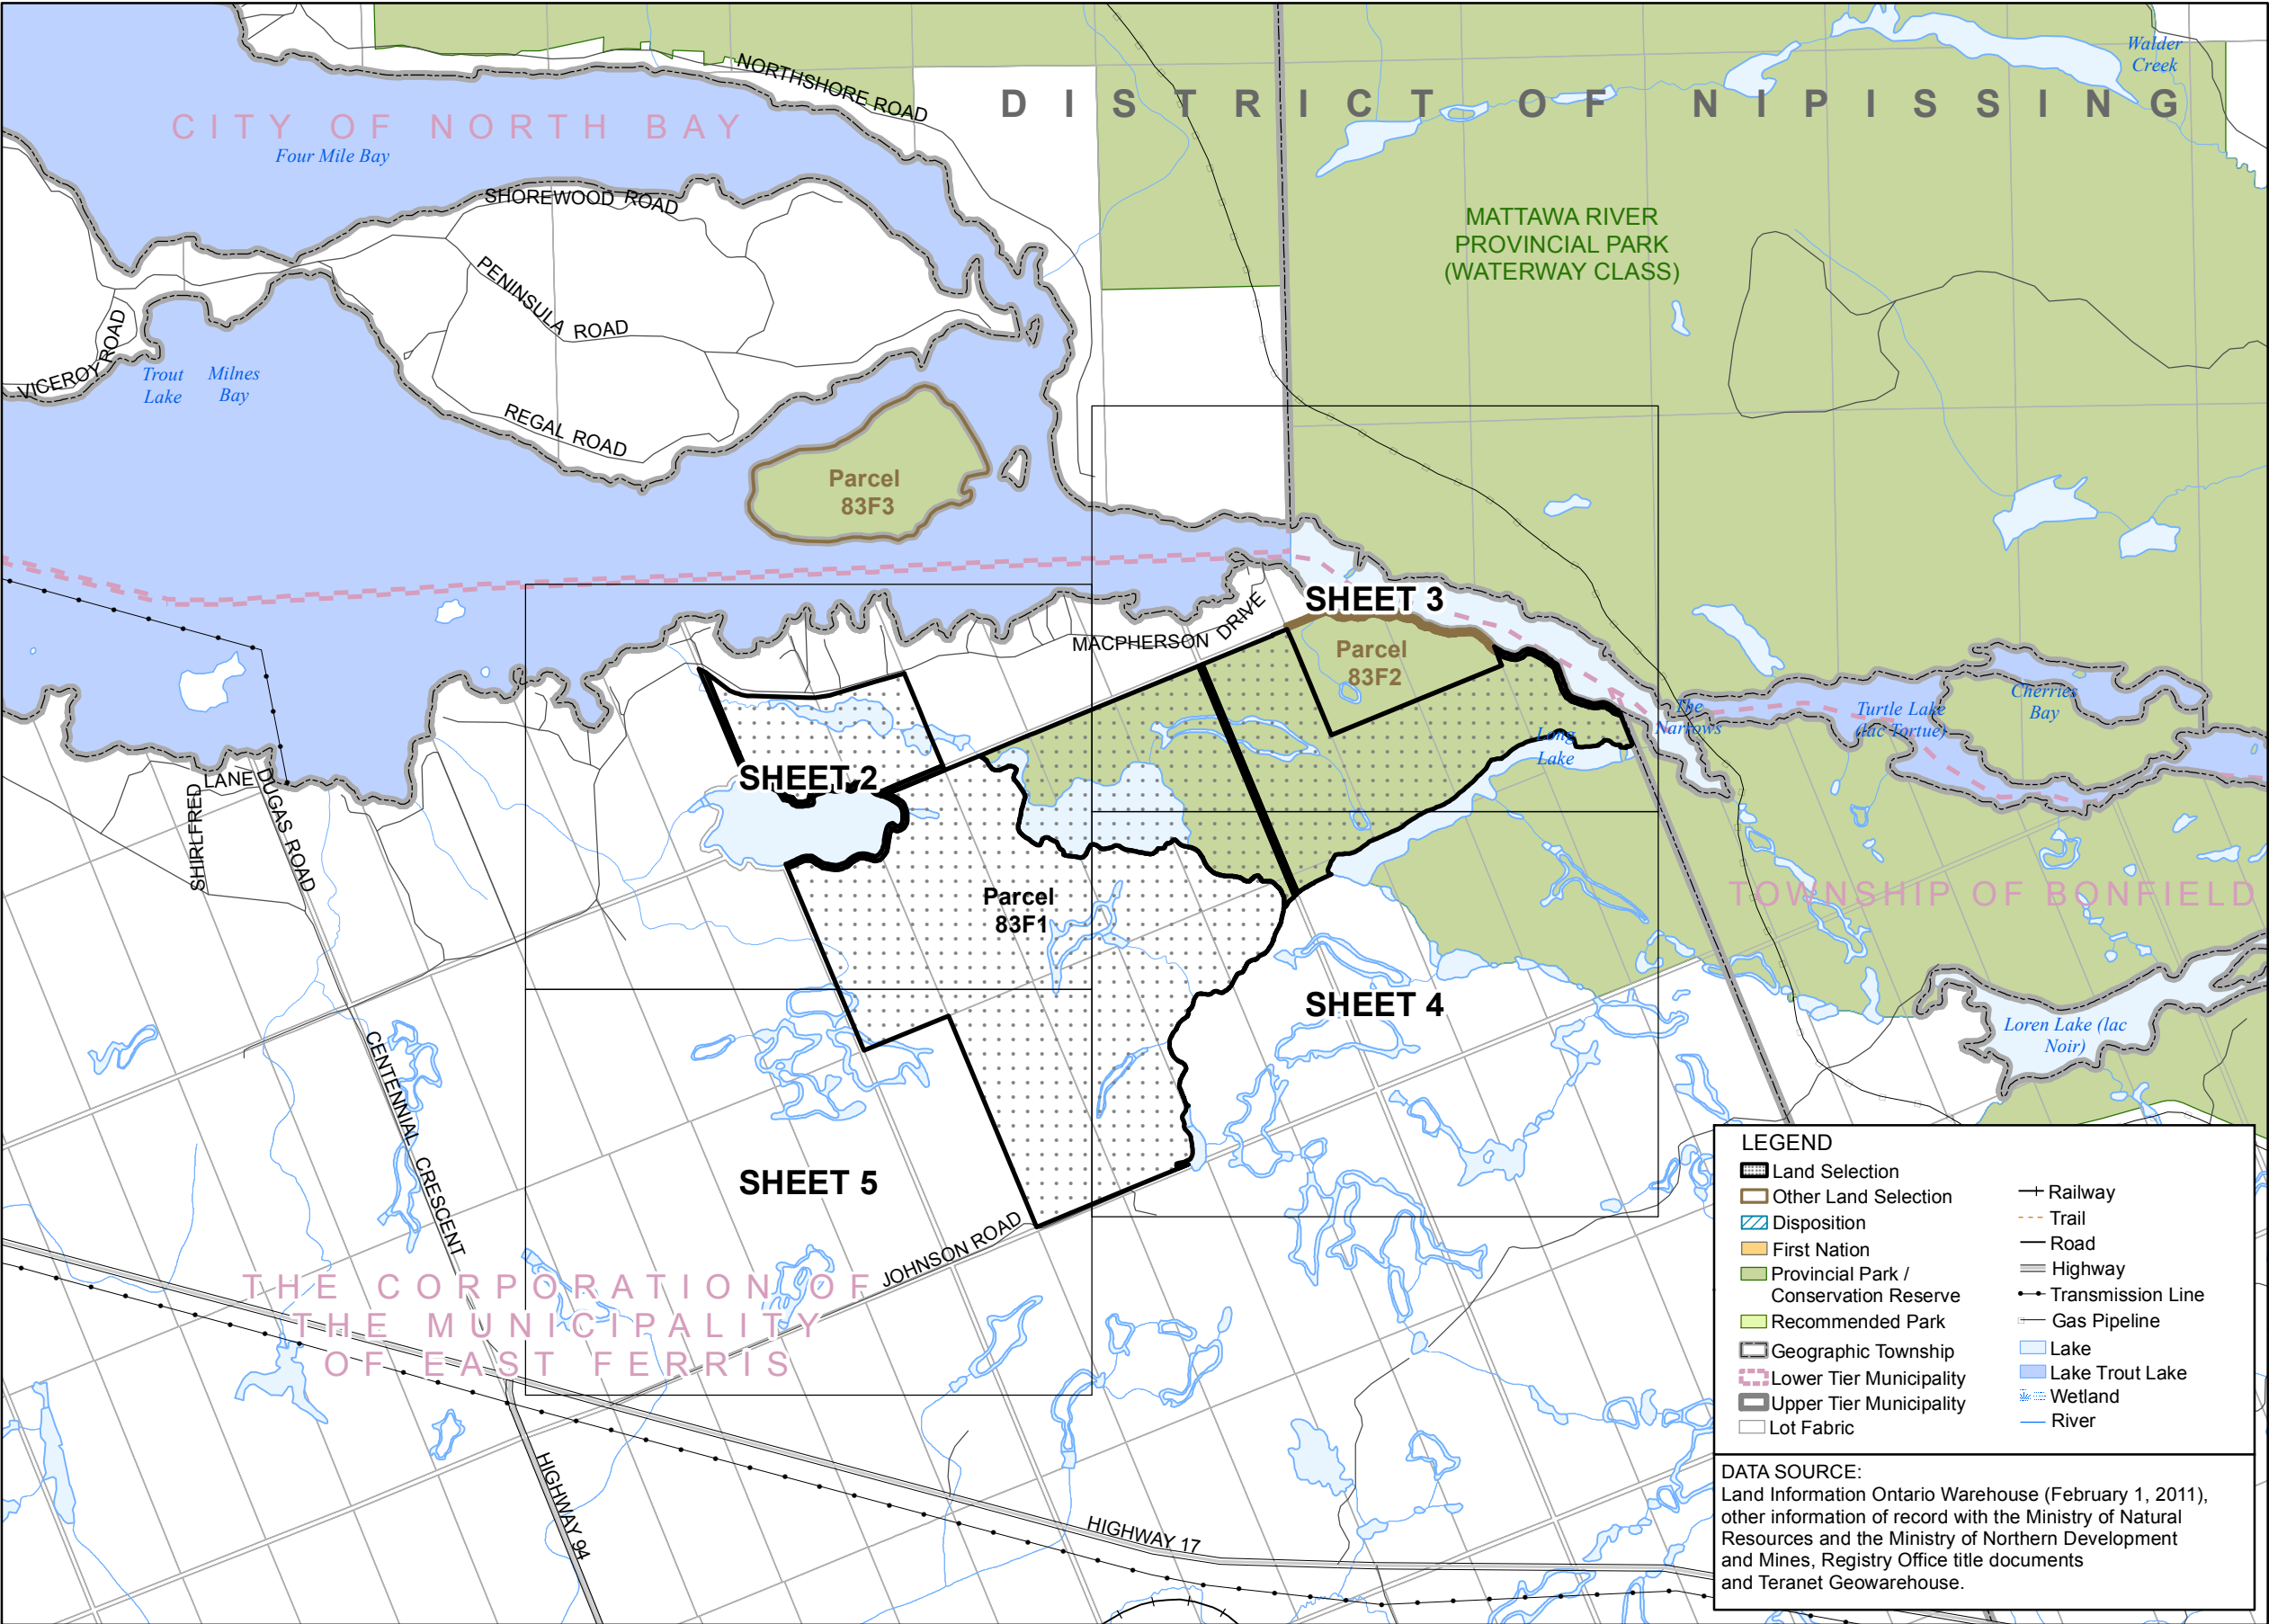 Walder
Creek
NORTHSHORE ROAD
DISTRICT OF NIPISSING
CITY OF NORTH BAY
Four Mile Bay
SHOREWOOD ROAD
MATTAWA RIVER
PROVINCIAL PARK
(WATERWAY CLASS)
PENINSULA ROAD
VICEROY ROAD
Trout
Lake
Milnes
Bay
REGAL ROAD
Parcel
83F3
SHEET 3
MACPHERSON DRIVE
Parcel
83F2
Cherries
Bay
The
Narrows
Turtle Lake
(lac Tortue)
Long
Lake
SHEET 2
SHIRLFRED
LANE
DUGAS ROAD
Parcel
83F1
TOWNSHIP OF BONFIELD
SHEET 4
Loren Lake (lac
Noir)
CENTENNIAL CRESCENT
SHEET 5
JOHNSON ROAD
THE CORPORATION OF
THE MUNICIPALITY
OF EAST FERRIS
HIGHWAY 94
HIGHWAY 17
LEGEND
Land Selection
Other Land Selection
Disposition
First Nation
Provincial Park /
Conservation Reserve
Recommended Park
Geographic Township
Lower Tier Municipality
Upper Tier Municipality
Lot Fabric
Railway
Trail
Road
Highway
Transmission Line
Gas Pipeline
Lake
Lake Trout Lake
Wetland
River
DATA SOURCE:
Land Information Ontario Warehouse (February 1, 2011),
other information of record with the Ministry of Natural
Resources and the Ministry of Northern Development
and Mines, Registry Office title documents
and Teranet Geowarehouse.